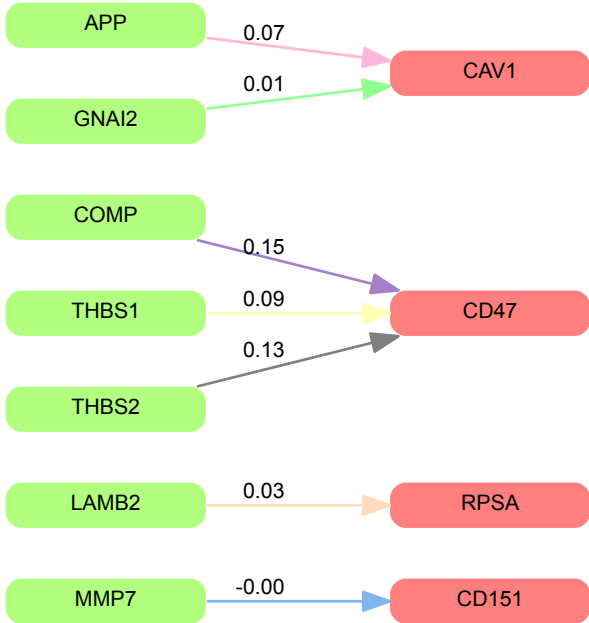 APP
0.07
CAV1
0.01
GNAI2
COMP
0.15
THBS1
0.09
CD47
0.13
THBS2
LAMB2
0.03
RPSA
MMP7
-0.00
CD151